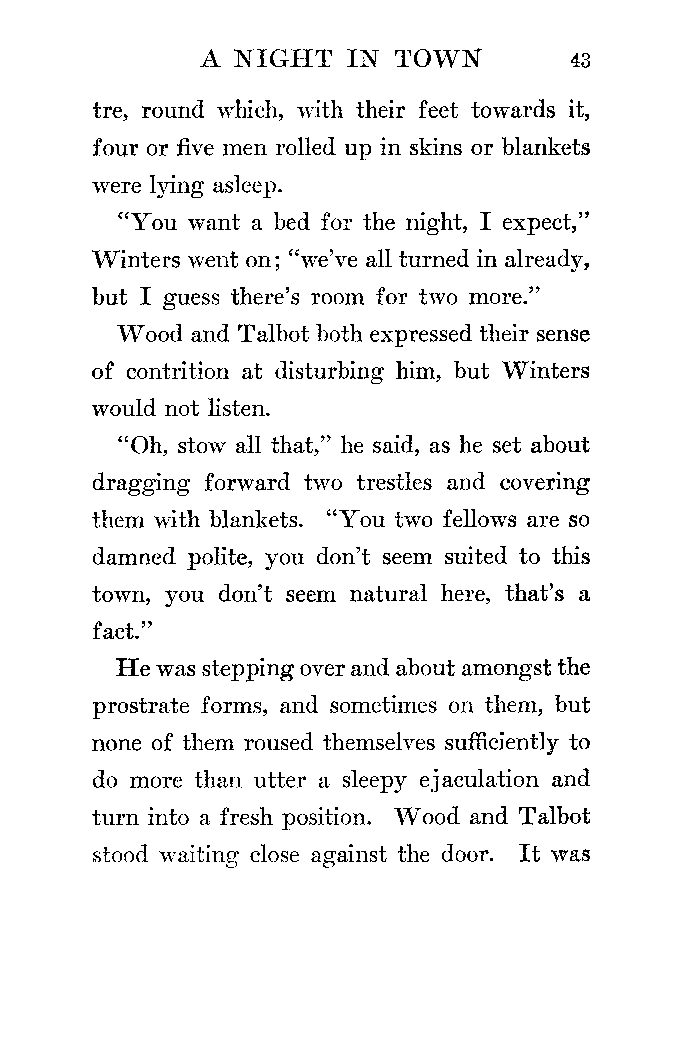 A NIGHT IN TOWN 43
tre, round which, with their feet towards it,
four or five men rolled up in skins or blankets
were lying asleep.
“You want a bed for the night, I expect,”
Winters went on; “we’ve all turned in already,
but I guess there’s room for two more.”
Wood and Talbot both expressed their sense
of contrition at disturbing him, but Winters
would not listen.
“Oh, stow all that,” he said, as he set about
dragging forward two trestles and covering
them with blankets. “You two fellows are so
damned polite, you don’t seem suited to this
town, you don’t seem natural here, that’s a
fact.”
He was stepping over and about amongst the
prostrate forms, and sometimes on them, but
none of them roused themselves sufficiently to
do more than utter a sleepy ejaculation and
turn into a fresh position. Wood and Talbot
stood waiting close against the door. It was